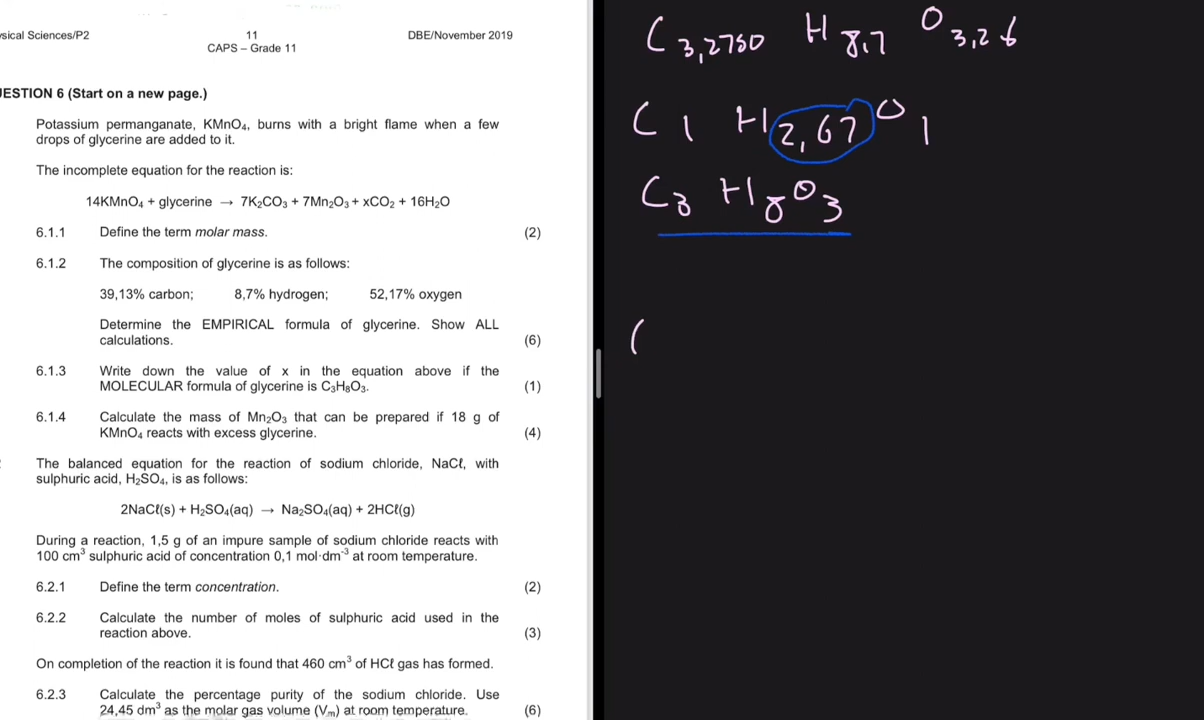 ysical Sciences/P2
11
CAPS – Grade 11
DBE/November 2019
JESTION 6 (Start on a new page.)
Potassium permanganate, KMnO₄, burns with a bright flame when a few
drops of glycerine are added to it.
The incomplete equation for the reaction is:
14KMnO₄ + glycerine → 7K₂CO₃ + 7Mn₂O₃ + xCO₂ + 16H₂O
6.1.1 Define the term molar mass. (2)
6.1.2 The composition of glycerine is as follows:
39,13% carbon; 8,7% hydrogen; 52,17% oxygen
Determine the EMPIRICAL formula of glycerine. Show ALL
calculations. (6)
6.1.3 Write down the value of x in the equation above if the
MOLECULAR formula of glycerine is C₃H₈O₃. (1)
6.1.4 Calculate the mass of Mn₂O₃ that can be prepared if 18 g of
KMnO₄ reacts with excess glycerine. (4)
The balanced equation for the reaction of sodium chloride, NaCℓ, with
sulphuric acid, H₂SO₄, is as follows:
2NaCℓ(s) + H₂SO₄(aq) → Na₂SO₄(aq) + 2HCℓ(g)
During a reaction, 1,5 g of an impure sample of sodium chloride reacts with
100 cm³ sulphuric acid of concentration 0,1 mol·dm⁻³ at room temperature.
6.2.1 Define the term concentration. (2)
6.2.2 Calculate the number of moles of sulphuric acid used in the
reaction above. (3)
On completion of the reaction it is found that 460 cm³ of HCℓ gas has formed.
6.2.3 Calculate the percentage purity of the sodium chloride. Use
24,45 dm³ as the molar gas volume (Vₘ) at room temperature. (6)
C 3,2750 H 8,7 O 3,26
C 1 H 2,67 O 1
C₃ H₈ O₃
(